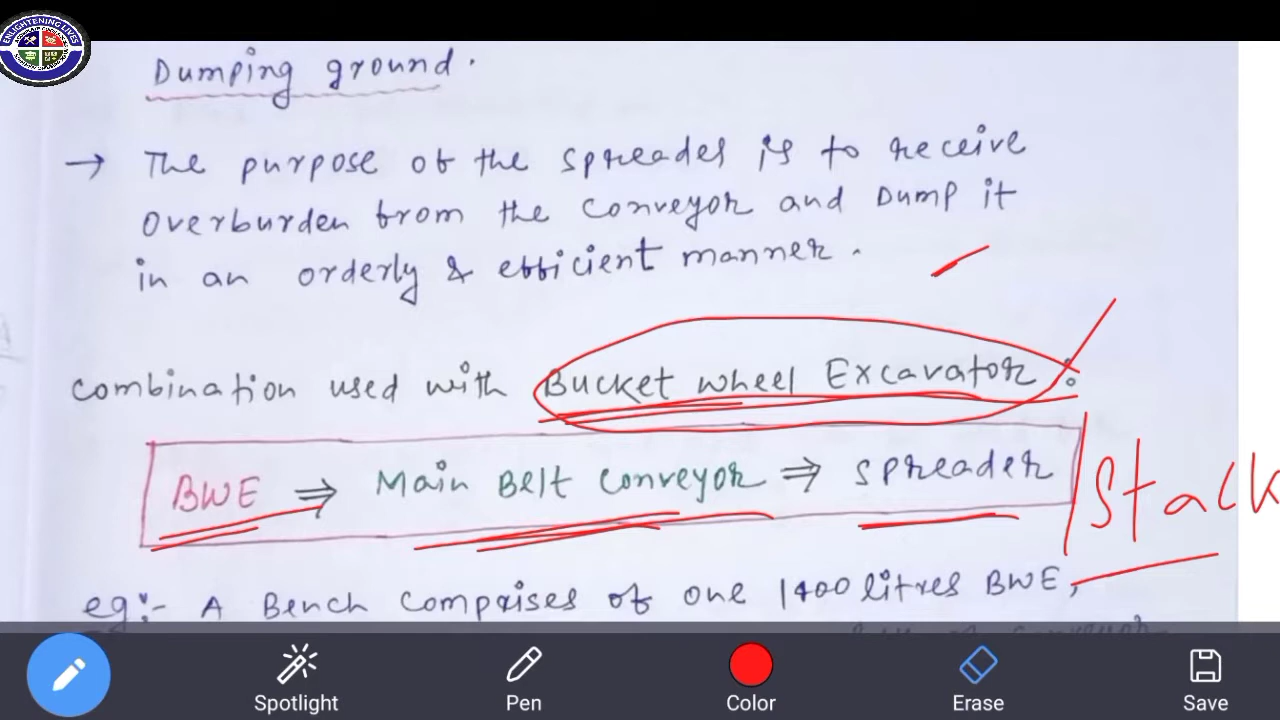 ENLIGHTENING LIVES
Dumping ground.
→ The purpose of the spreader is to receive
overburden from the conveyor and Dump it
in an orderly & efficient manner.
Combination used with Bucket wheel Excavator:
BWE ⇒ Main Belt Conveyor ⇒ Spreader / Stack
eg:- A Bench comprises of one 1400 litres BWE,
Spotlight
Pen
Color
Erase
Save